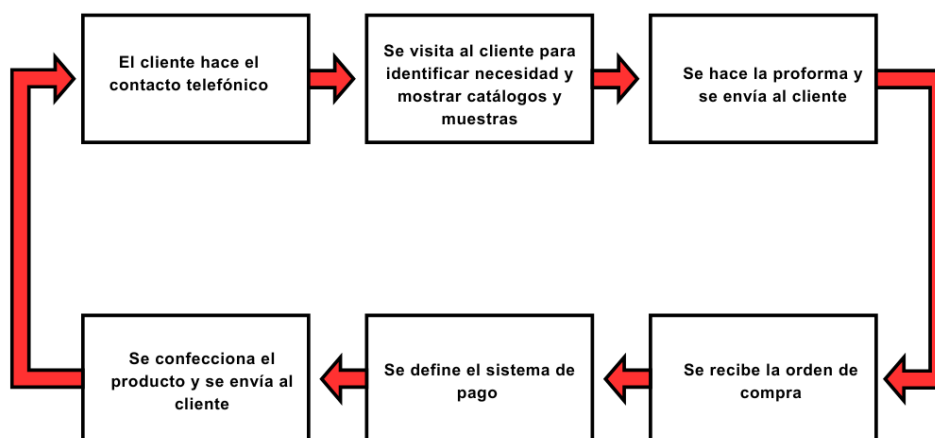 El cliente hace el
contacto telefónico
Se visita al cliente para
identificar necesidad y
mostrar catálogos y
muestras
Se hace la proforma y
se envía al cliente
Se confecciona el
producto y se envía al
cliente
Se define el sistema de
pago
Se recibe la orden de
compra